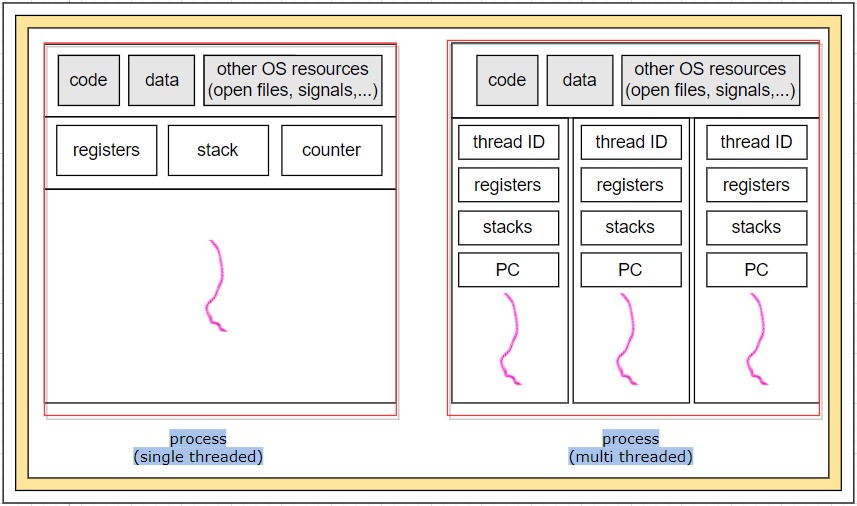 code
data
other OS resources
(open files, signals,...)
registers
stack
counter
process
(single threaded)
code
data
other OS resources
(open files, signals,...)
thread ID
registers
stacks
PC
thread ID
registers
stacks
PC
thread ID
registers
stacks
PC
process
(multi threaded)